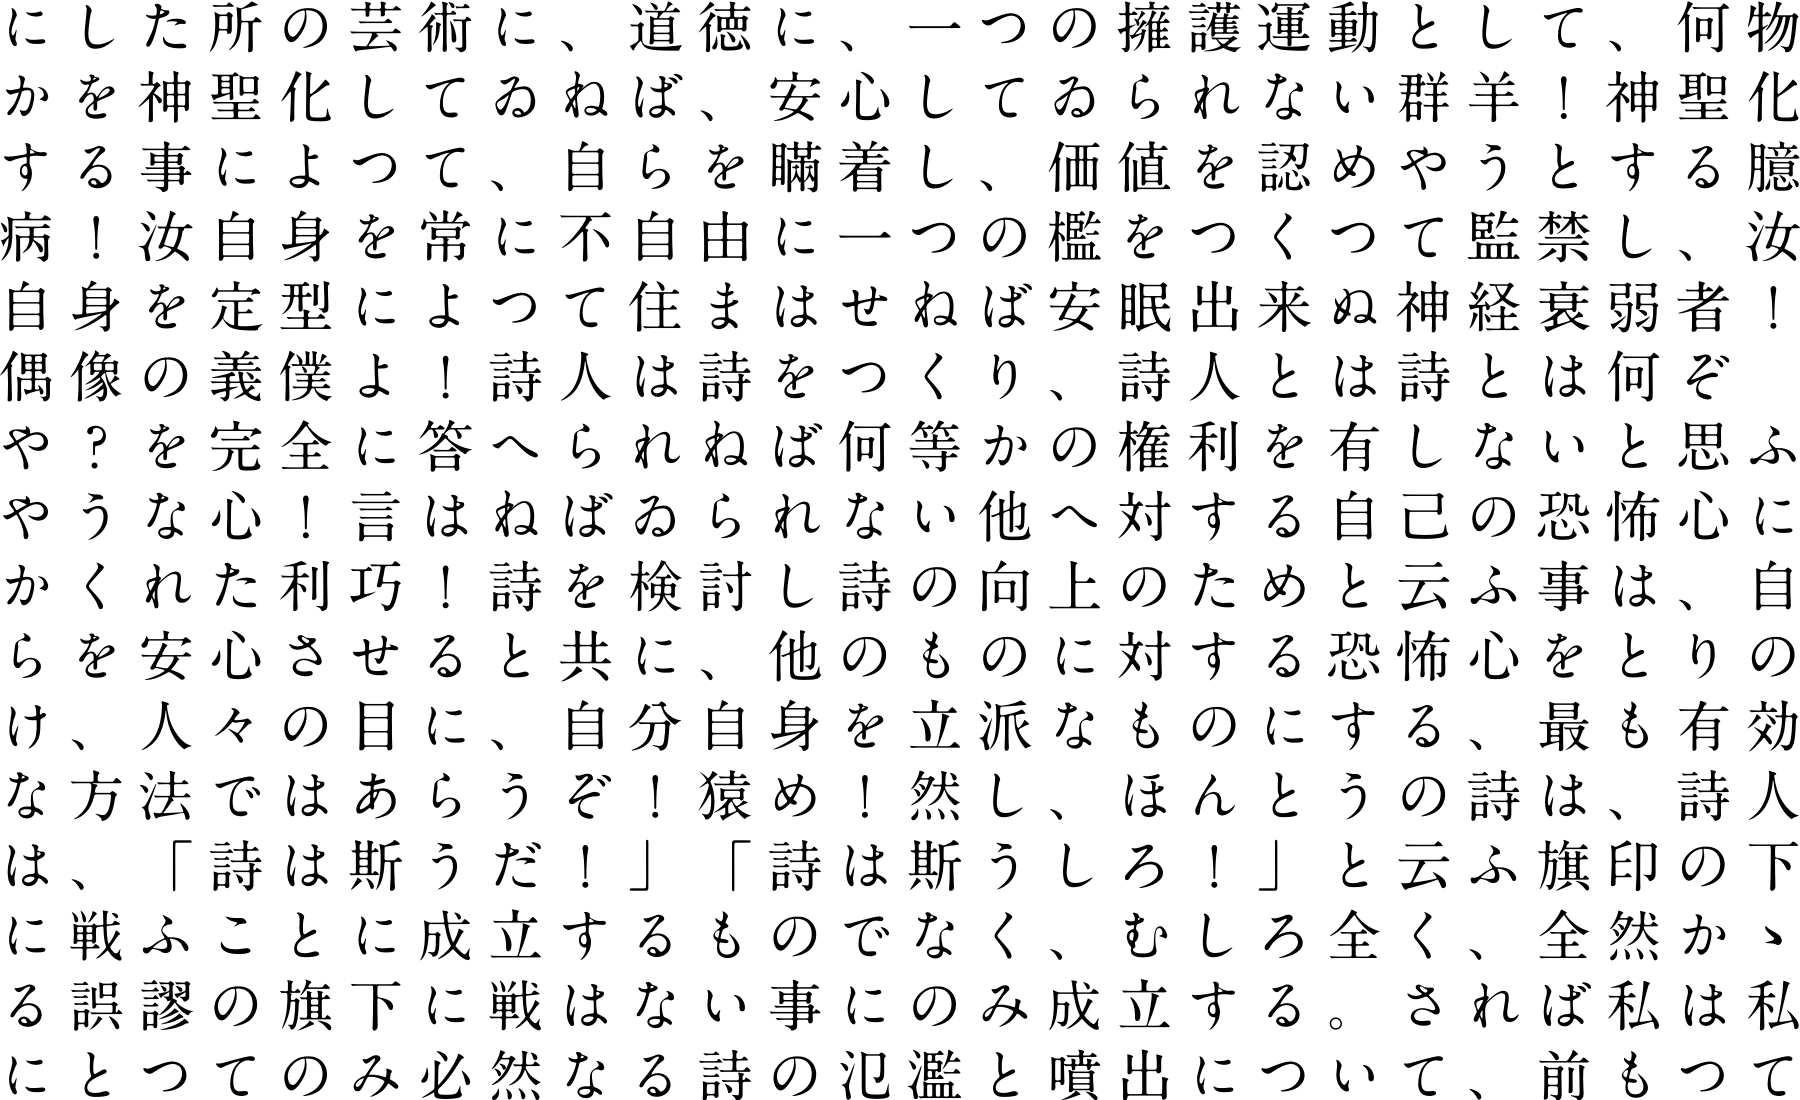 にした所の芸術に、道徳に、一つの擁護運動として、何物
かを神聖化してゐねば、安心してゐられない群羊！神聖化
する事によつて、自らを瞞着し、価値を認めやうとする臆
病！汝自身を常に不自由に一つの檻をつくつて監禁し、汝
自身を定型によつて住まはせねば安眠出来ぬ神経衰弱者！
偶像の義僕よ！詩人は詩をつくり、詩人とは詩とは何ぞ
や？を完全に答へられねば何等かの権利を有しないと思ふ
やうな心！言はねばゐられない他へ対する自己の恐怖心に
かくれた利巧！詩を検討し詩の向上のためと云ふ事は、自
らを安心させると共に、他のものに対する恐怖心をとりの
け、人々の目に、自分自身を立派なものにする、最も有効
な方法ではあらうぞ！猿め！然し、ほんとうの詩は、詩人
は、「詩は斯うだ！」「詩は斯うしろ！」と云ふ旗印の下
に戦ふことに成立するものでなく、むしろ全く、全然かゝ
る誤謬の旗下に戦はない事にのみ成立する。されば私は私
にとつてのみ必然なる詩の氾濫と噴出について、前もつて